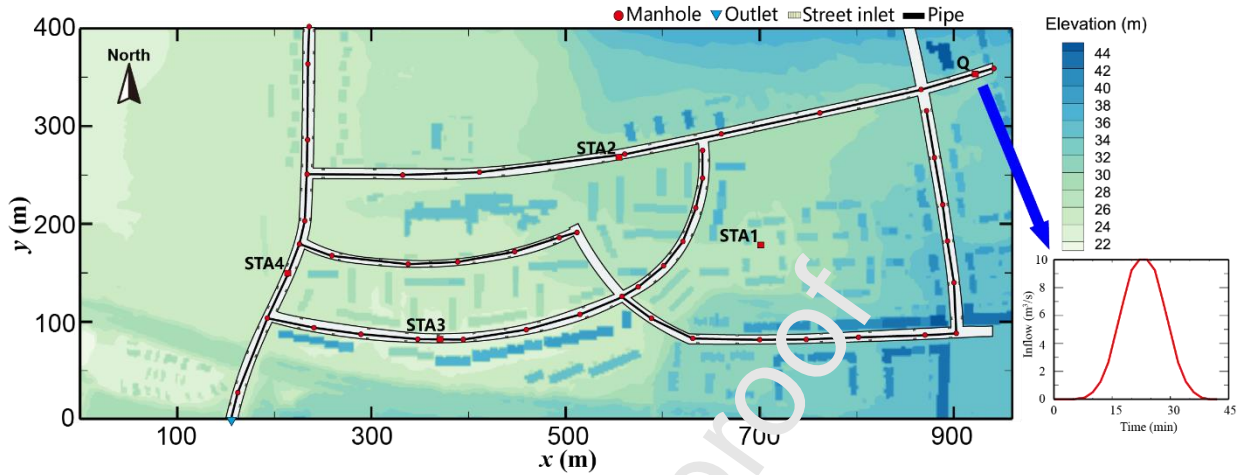 Manhole Outlet Street inlet Pipe
Elevation (m)
44
42
40
38
36
34
32
30
28
26
24
22
North
Q
STA2
STA1
STA4
STA3
400
300
200
100
0
y (m)
100
300
500
700
900
x (m)
proof
10
8
6
4
2
0
Inflow (m³/s)
0
15
30
45
Time (min)